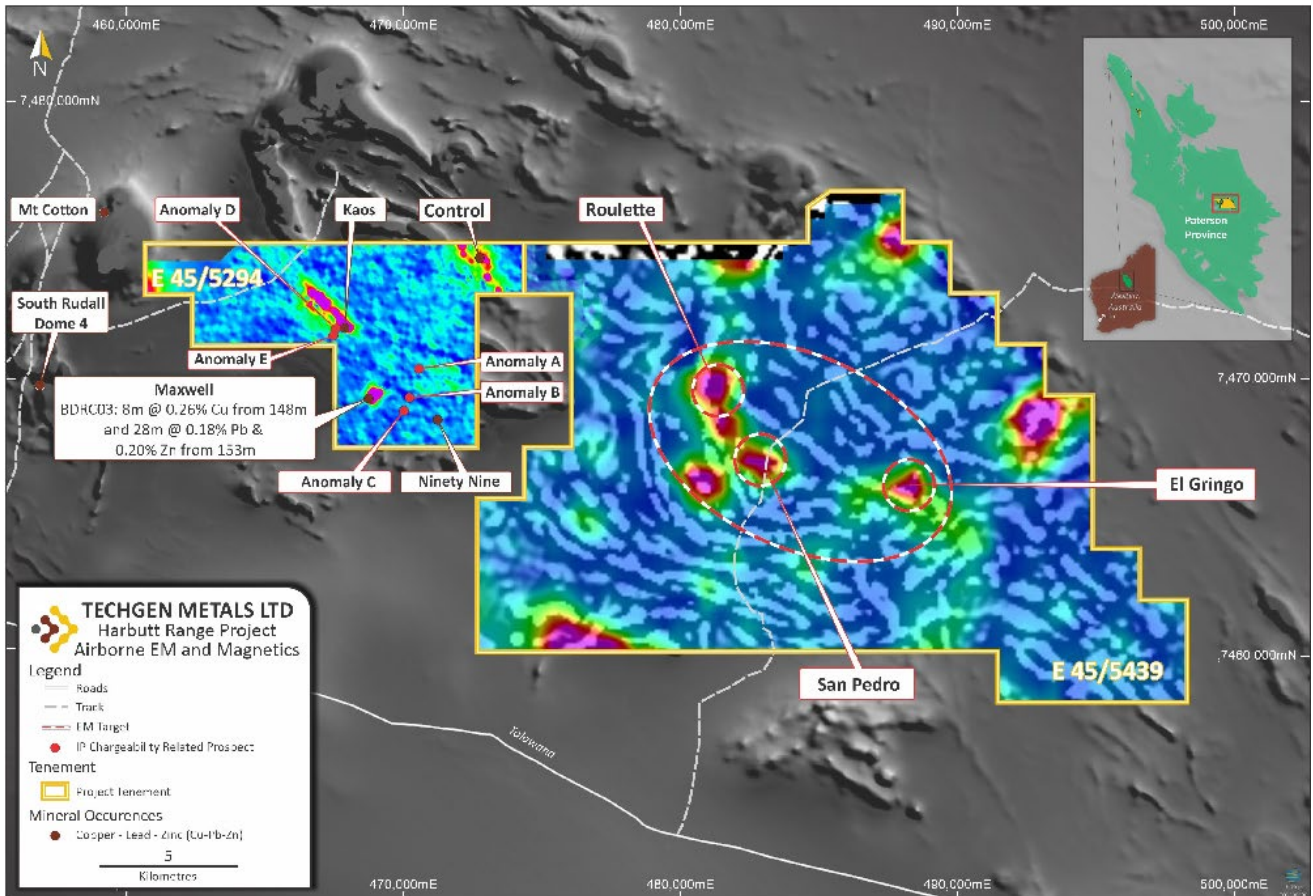 460,000mE
470,000mE
480,000mE
490,000mE
500,000mE
N
7,480,000mN
Mt Cotton
Anomaly D
Kaos
Control
Roulette
Paterson
Province
Western
Australia
E 45/5294
South Rudall
Dome 4
Anomaly E
Anomaly A
7,470,000mN
Maxwell
BDRC03: 8m @ 0.26% Cu from 148m
and 28m @ 0.18% Pb &
0.20% Zn from 153m
Anomaly B
Anomaly C
Ninety Nine
El Gringo
TECHGEN METALS LTD
Harbutt Range Project
Airborne EM and Magnetics
Legend
Roads
Track
EM Target
IP Chargeability Related Prospect
Tenement
Project Tenement
Mineral Occurences
Copper - Lead - Zinc (Cu-Pb-Zn)
5
Kilometres
San Pedro
E 45/5439
7460 000mN
Talawana
470,000mE
480,000mE
490,000mE
500,000mE